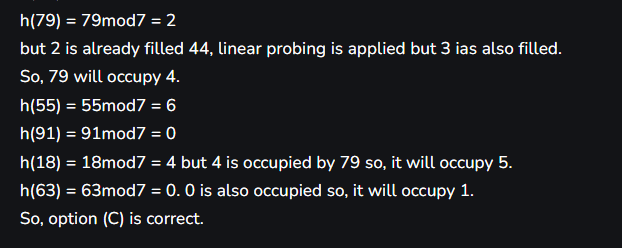 h(79) = 79mod7 = 2
but 2 is already filled 44, linear probing is applied but 3 ias also filled.
So, 79 will occupy 4.
h(55) = 55mod7 = 6
h(91) = 91mod7 = 0
h(18) = 18mod7 = 4 but 4 is occupied by 79 so, it will occupy 5.
h(63) = 63mod7 = 0. 0 is also occupied so, it will occupy 1.
So, option (C) is correct.